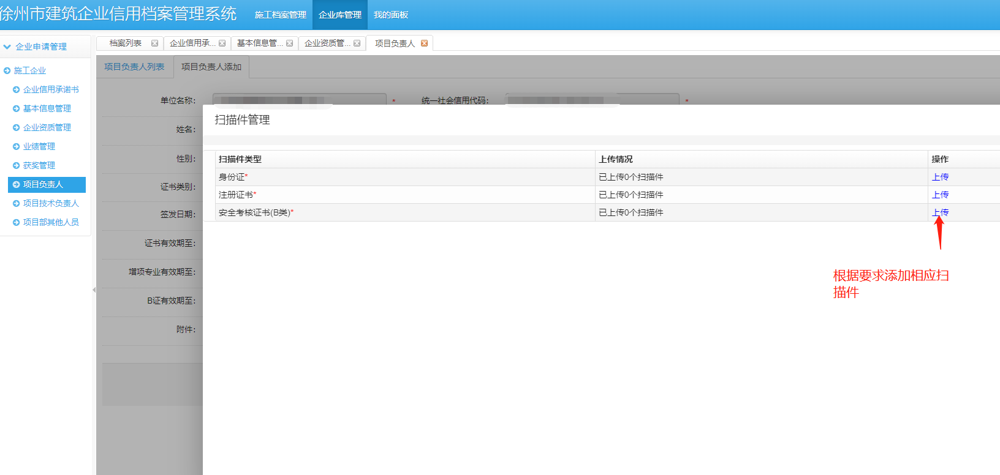 徐州市建筑企业信用档案管理系统 施工档案管理 企业库管理 我的面板
企业申请管理
施工企业
企业信用承诺书
基本信息管理
企业资质管理
业绩管理
获奖管理
项目负责人
项目技术负责人
项目部其他人员
档案列表 企业信用承... 基本信息管... 企业资质管... 项目负责人
项目负责人列表 项目负责人添加
单位名称: * 统一社会信用代码: *
姓名:
性别:
证书类别:
签发日期:
证书有效期至:
增项专业有效期至:
B证有效期至:
附件:
扫描件管理
扫描件类型 上传情况 操作
身份证* 已上传0个扫描件 上传
注册证书* 已上传0个扫描件 上传
安全考核证书(B类)* 已上传0个扫描件 上传
根据要求添加相应扫
描件